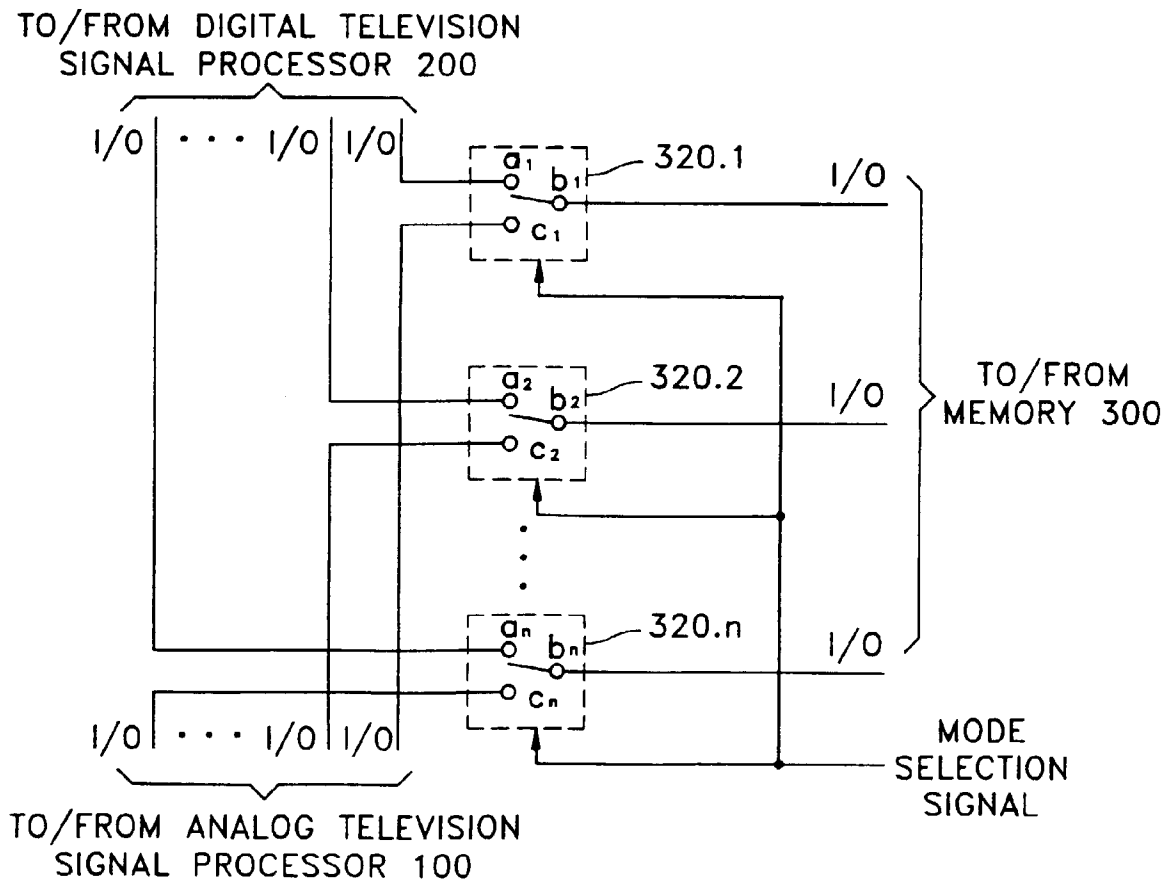 TO/FROM DIGITAL TELEVISION
SIGNAL PROCESSOR 200
I/O · · · I/O I/O
a1
b1
c1
320.1
I/O
a2
b2
c2
320.2
I/O
TO/FROM
MEMORY 300
an
bn
cn
320.n
I/O
I/O · · · I/O I/O
MODE
SELECTION
SIGNAL
TO/FROM ANALOG TELEVISION
SIGNAL PROCESSOR 100